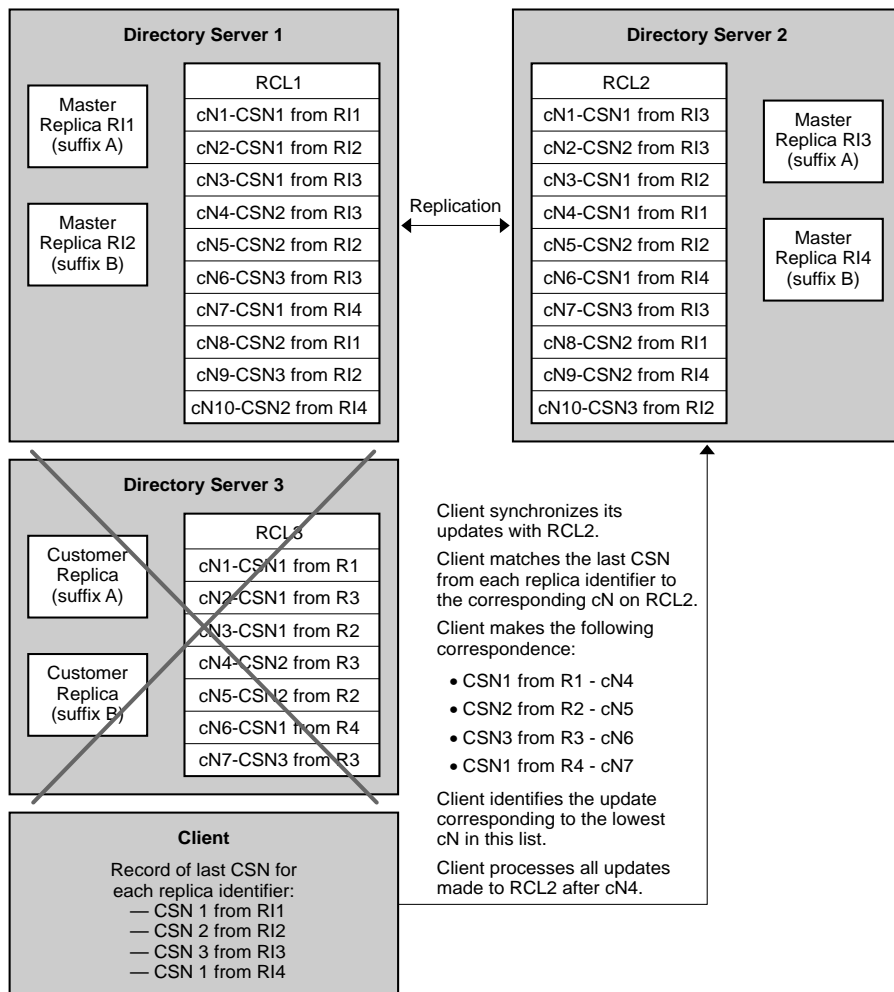 Directory Server 1
Master
Replica RI1
(suffix A)
Master
Replica RI2
(suffix B)
RCL1
cN1-CSN1 from RI1
cN2-CSN1 from RI2
cN3-CSN1 from RI3
cN4-CSN2 from RI3
cN5-CSN2 from RI2
cN6-CSN3 from RI3
cN7-CSN1 from RI4
cN8-CSN2 from RI1
cN9-CSN3 from RI2
cN10-CSN2 from RI4
Replication
Directory Server 2
RCL2
cN1-CSN1 from RI3
cN2-CSN2 from RI3
cN3-CSN1 from RI2
cN4-CSN1 from RI1
cN5-CSN2 from RI2
cN6-CSN1 from RI4
cN7-CSN3 from RI3
cN8-CSN2 from RI1
cN9-CSN2 from RI4
cN10-CSN3 from RI2
Master
Replica RI3
(suffix A)
Master
Replica RI4
(suffix B)
Directory Server 3
Customer
Replica
(suffix A)
Customer
Replica
(suffix B)
RCL3
cN1-CSN1 from R1
cN2-CSN1 from R3
cN3-CSN1 from R2
cN4-CSN2 from R3
cN5-CSN2 from R2
cN6-CSN1 from R4
cN7-CSN3 from R3
Client
Record of last CSN for
each replica identifier:
— CSN 1 from RI1
— CSN 2 from RI2
— CSN 3 from RI3
— CSN 1 from RI4
Client synchronizes its
updates with RCL2.
Client matches the last CSN
from each replica identifier to
the corresponding cN on RCL2.
Client makes the following
correspondence:
• CSN1 from R1 - cN4
• CSN2 from R2 - cN5
• CSN3 from R3 - cN6
• CSN1 from R4 - cN7
Client identifies the update
corresponding to the lowest
cN in this list.
Client processes all updates
made to RCL2 after cN4.